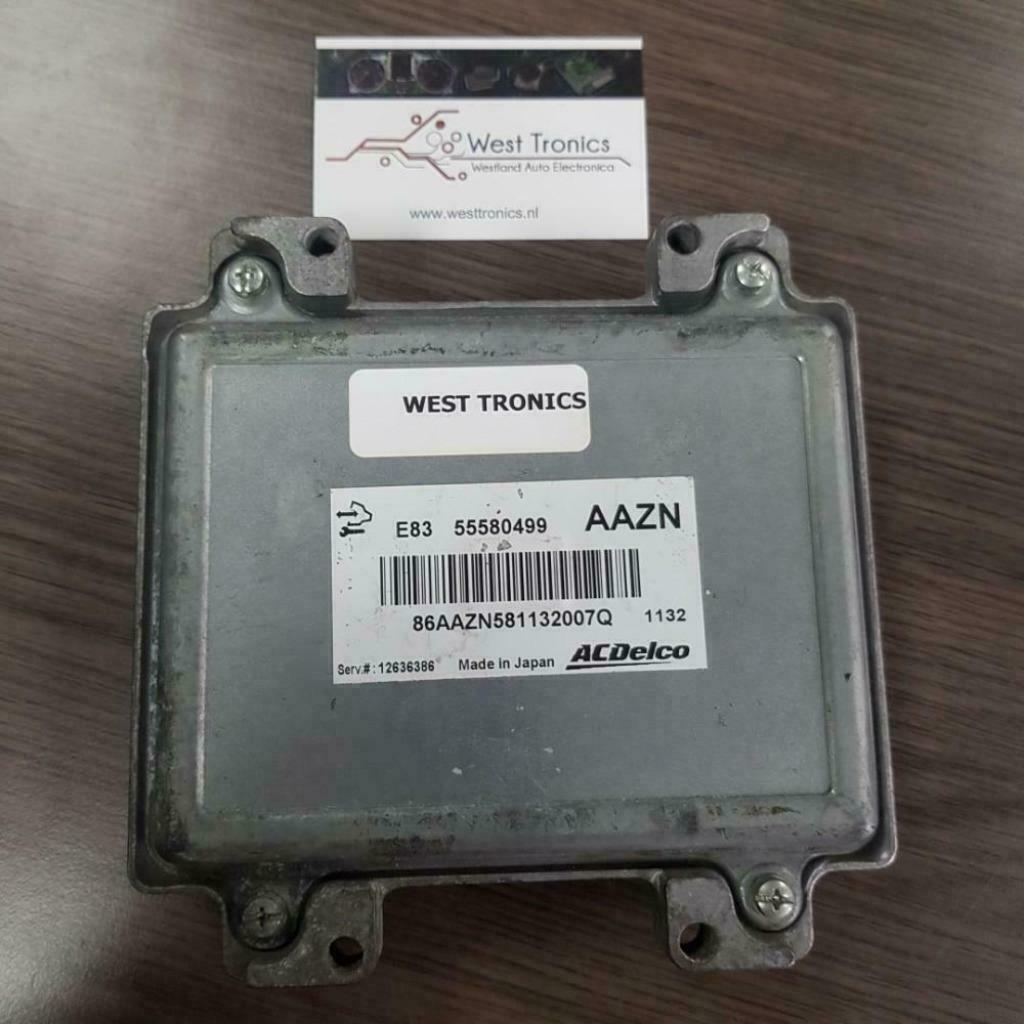 West Tronics
Westland Auto Electronica
www.westtronics.nl
WEST TRONICS
E83 55580499 AAZN
86AAZN581132007Q 1132
Serv.#: 12636386 Made in Japan ACDelco